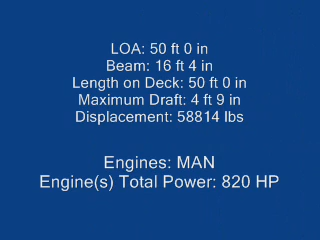 LOA: 50 ft 0 in
Beam: 16 ft 4 in
Length on Deck: 50 ft 0 in
Maximum Draft: 4 ft 9 in
Displacement: 58814 lbs
Engines: MAN
Engine(s) Total Power: 820 HP